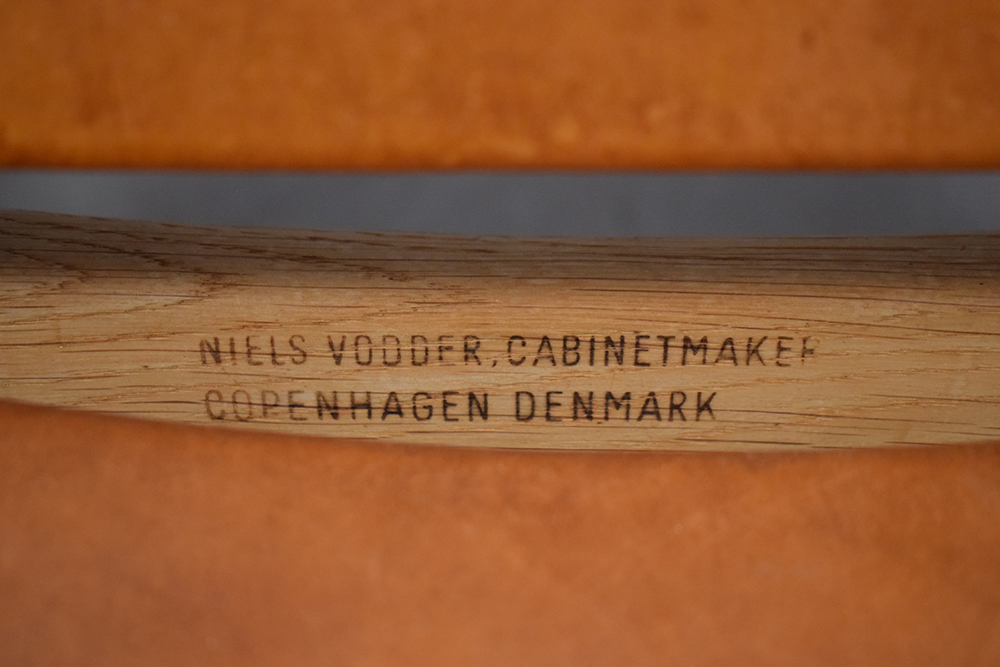 NIELS VODDER, CABINETMAKER
COPENHAGEN DENMARK